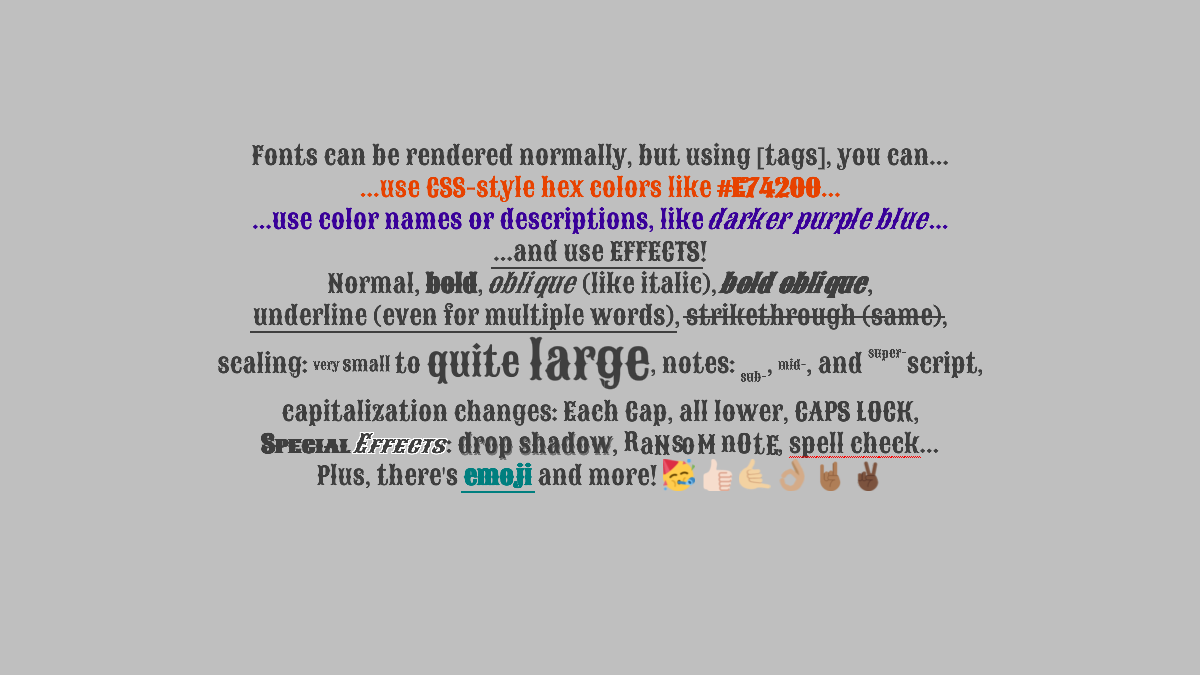 Fonts can be rendered normally, but using [tags], you can...
...use CSS-style hex colors like #E74200...
...use color names or descriptions, like darker purple blue...
...and use EFFECTS!
Normal, bold, oblique (like italic), bold oblique,
underline (even for multiple words), strikethrough (same),
scaling: very small to quite large, notes: sub-, mid-, and super-script,
capitalization changes: Each Cap, all lower, CAPS LOCK,
Special Effects: drop shadow, RaNSoM nOtE, spell check...
Plus, there's emoji and more! 🥳👍🏻🤙🏼👌🏽🤘🏾✌🏿